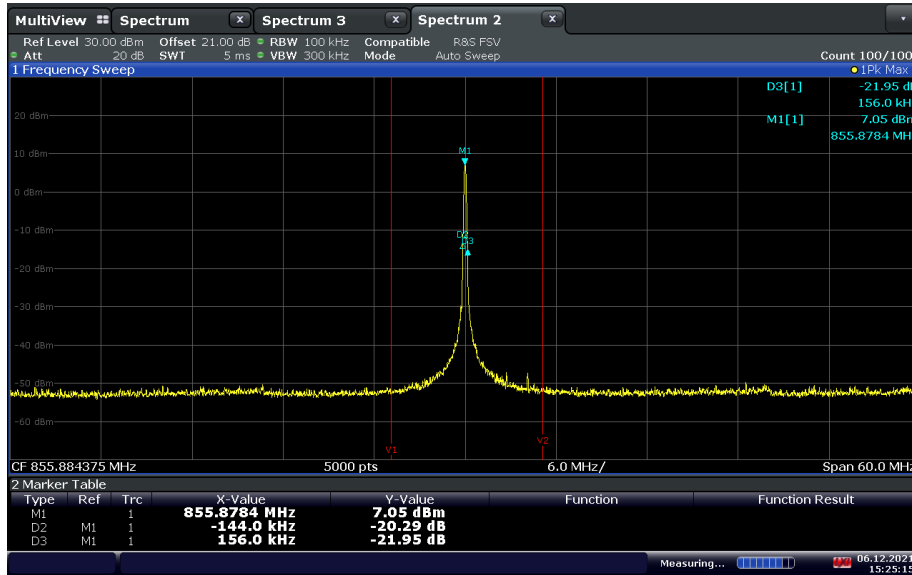 MultiView Spectrum x Spectrum 3 x Spectrum 2 x
Ref Level 30.00 dBm Offset 21.00 dB RBW 100 kHz Compatible R&S FSV
Att 20 dB SWT 5 ms VBW 300 kHz Mode Auto Sweep Count 100/100
1 Frequency Sweep 1Pk Max
D3[1] -21.95 dB
156.0 kH
20 dBm M1[1] 7.05 dBm
855.8784 MH
10 dBm M1
0 dBm
-10 dBm
D2 D3
-20 dBm
-30 dBm
-40 dBm
-50 dBm
-60 dBm
V1 V2
CF 855.884375 MHz 5000 pts 6.0 MHz/ Span 60.0 MHz
2 Marker Table
Type Ref Trc X-Value Y-Value Function Function Result
M1 1 855.8784 MHz 7.05 dBm
D2 M1 1 -144.0 kHz -20.29 dB
D3 M1 1 156.0 kHz -21.95 dB
Measuring... 06.12.2021
15:25:15